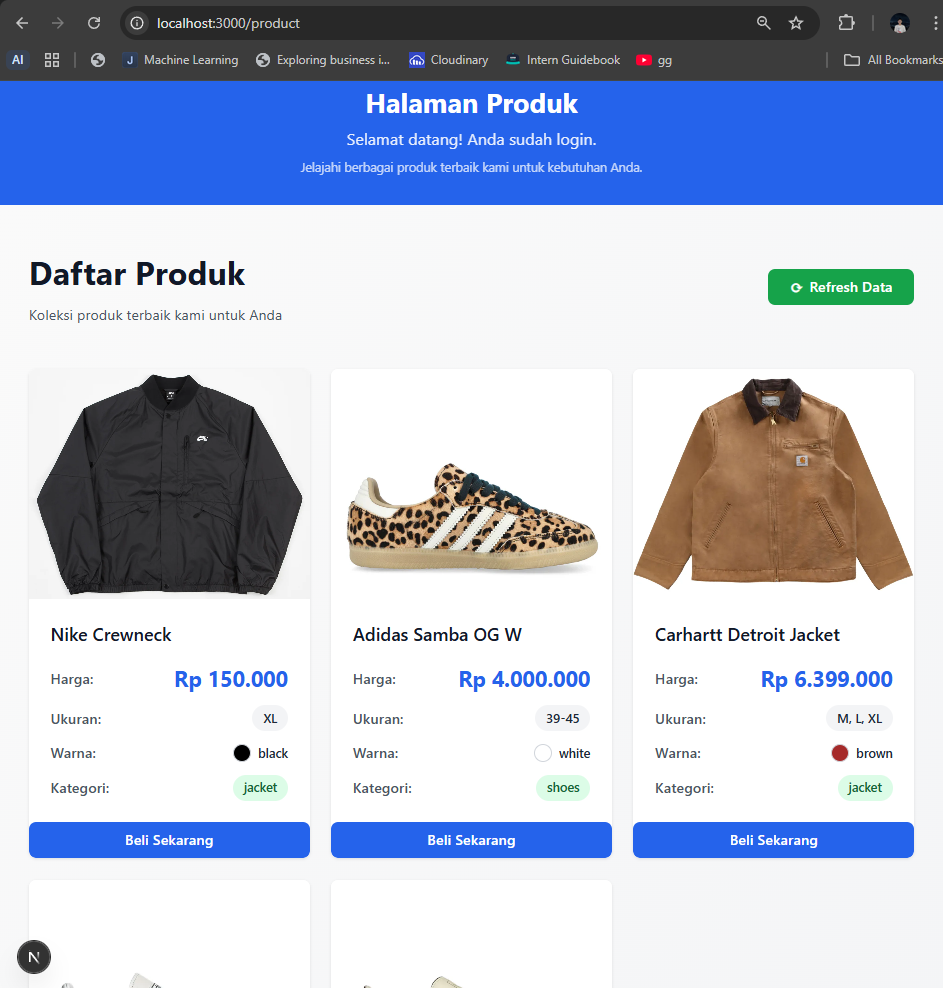 localhost:3000/product
AI
Machine Learning
Exploring business i...
Cloudinary
Intern Guidebook
gg
All Bookmarks
Halaman Produk
Selamat datang! Anda sudah login.
Jelajahi berbagai produk terbaik kami untuk kebutuhan Anda.
Daftar Produk
Koleksi produk terbaik kami untuk Anda
⟳ Refresh Data
Nike Crewneck
Harga: Rp 150.000
Ukuran: XL
Warna: black
Kategori: jacket
Beli Sekarang
Adidas Samba OG W
Harga: Rp 4.000.000
Ukuran: 39-45
Warna: white
Kategori: shoes
Beli Sekarang
Carhartt Detroit Jacket
Harga: Rp 6.399.000
Ukuran: M, L, XL
Warna: brown
Kategori: jacket
Beli Sekarang
N